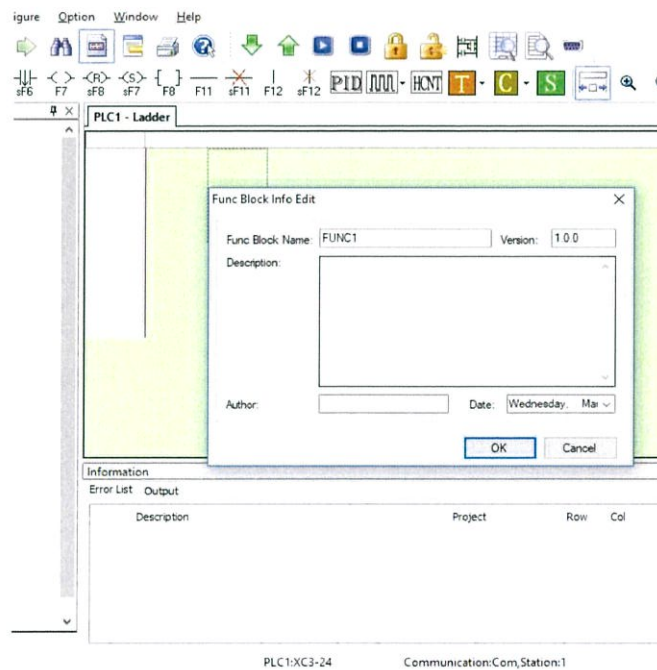 igure Option Window Help
sF6 F7 sF8 sF7 F8 F11 sF11 F12 sF12 PID HCNT T C S
PLC1 - Ladder
Func Block Info Edit
Func Block Name: FUNC1 Version: 1.0.0
Description:
Author: Date: Wednesday, Mar
OK Cancel
Information
Error List Output
Description Project Row Col
PLC1:XC3-24 Communication:Com,Station:1